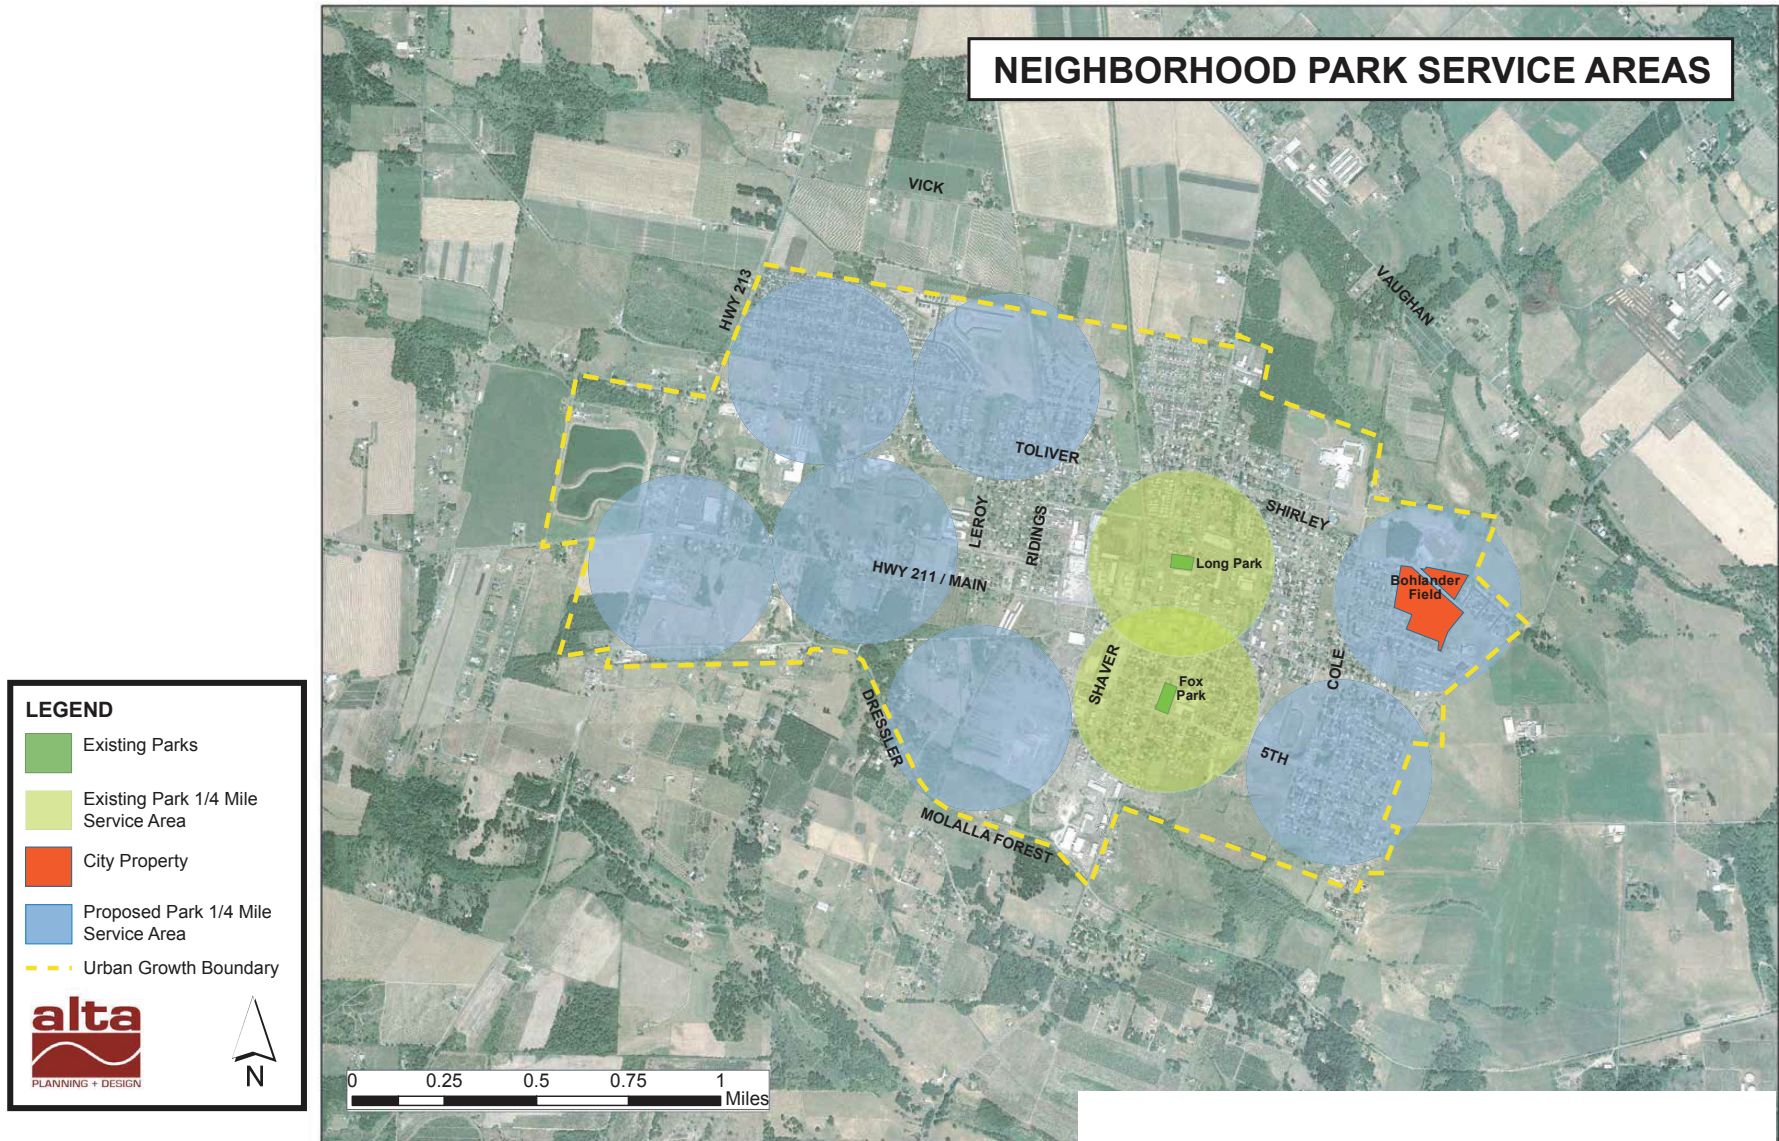 NEIGHBORHOOD PARK SERVICE AREAS
VICK
HWY 213
VAUGHAN
TOLIVER
LEROY
RIDINGS
SHIRLEY
HWY 211 / MAIN
Long Park
Bohlander
Field
SHAVER
Fox
Park
COLE
DRESSLER
5TH
MOLALLA FOREST
LEGEND
Existing Parks
Existing Park 1/4 Mile
Service Area
City Property
Proposed Park 1/4 Mile
Service Area
Urban Growth Boundary
alta
PLANNING + DESIGN
N
0 0.25 0.5 0.75 1
Miles